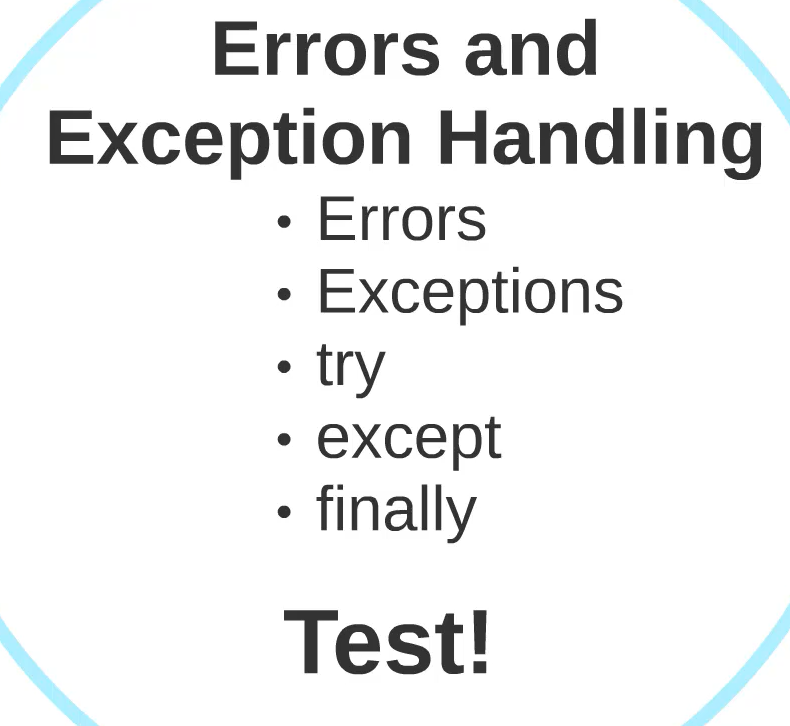 Errors and
Exception Handling
• Errors
• Exceptions
• try
• except
• finally
Test!